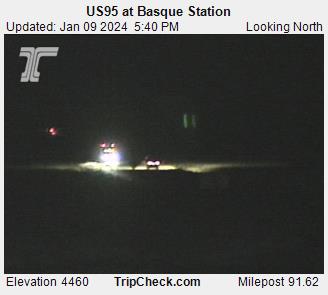 US95 at Basque Station
Updated: Jan 09 2024 5:40 PM Looking North
Elevation 4460 TripCheck.com Milepost 91.62